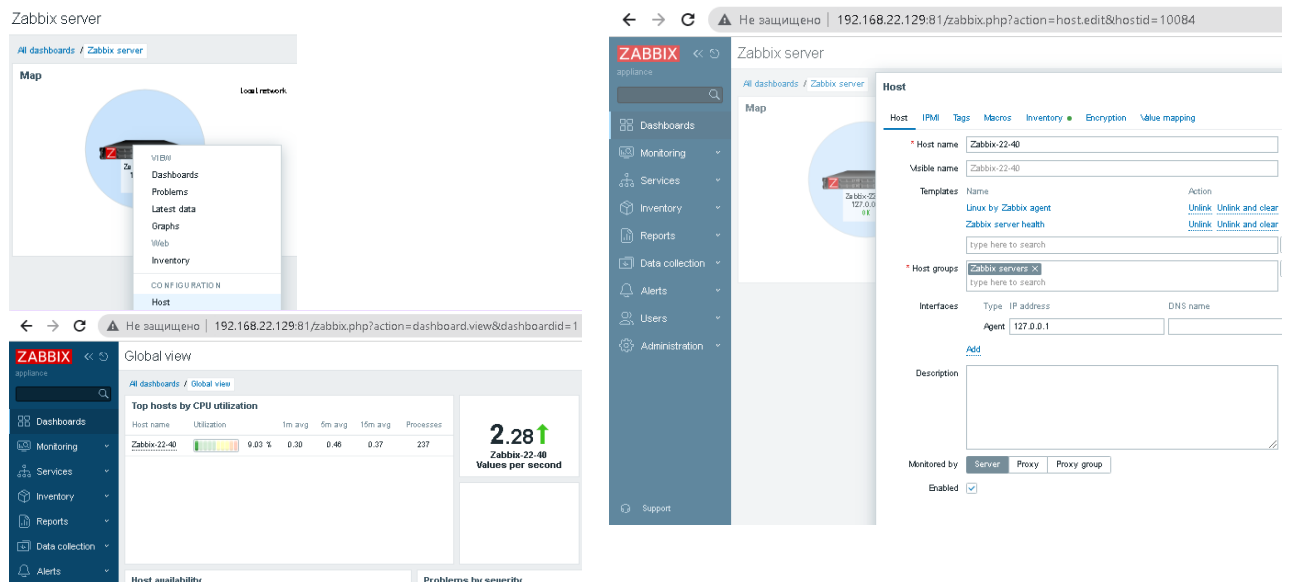 Zabbix server
All dashboards / Zabbix server
Map
local network
VIEW
Dashboards
Problems
Latest data
Graphs
Web
Inventory
CONFIGURATION
Host
Не защищено | 192.168.22.129:81/zabbix.php?action=dashboard.view&dashboardid=1
ZABBIX
appliance
Dashboards
Monitoring
Services
Inventory
Reports
Data collection
Alerts
Global view
All dashboards / Global view
Top hosts by CPU utilization
Host name Utilization 1m avg 5m avg 15m avg Processes
Zabbix-22-40 9.03 % 0.30 0.46 0.37 237
2.28
Zabbix-22-40
Values per second
Host availability
Problems by severity
Не защищено | 192.168.22.129:81/zabbix.php?action=host.edit&hostid=10084
ZABBIX
appliance
Dashboards
Monitoring
Services
Inventory
Reports
Data collection
Alerts
Users
Administration
Support
Zabbix server
All dashboards / Zabbix server
Map
127.0.0
OK
Host
Host IPMI Tags Macros Inventory Encryption Value mapping
* Host name Zabbix-22-40
Visible name Zabbix-22-40
Templates Name Action
Linux by Zabbix agent Unlink Unlink and clear
Zabbix server health Unlink Unlink and clear
type here to search
* Host groups Zabbix servers ×
type here to search
Interfaces Type IP address DNS name
Agent 127.0.0.1
Add
Description
Monitored by Server Proxy Proxy group
Enabled